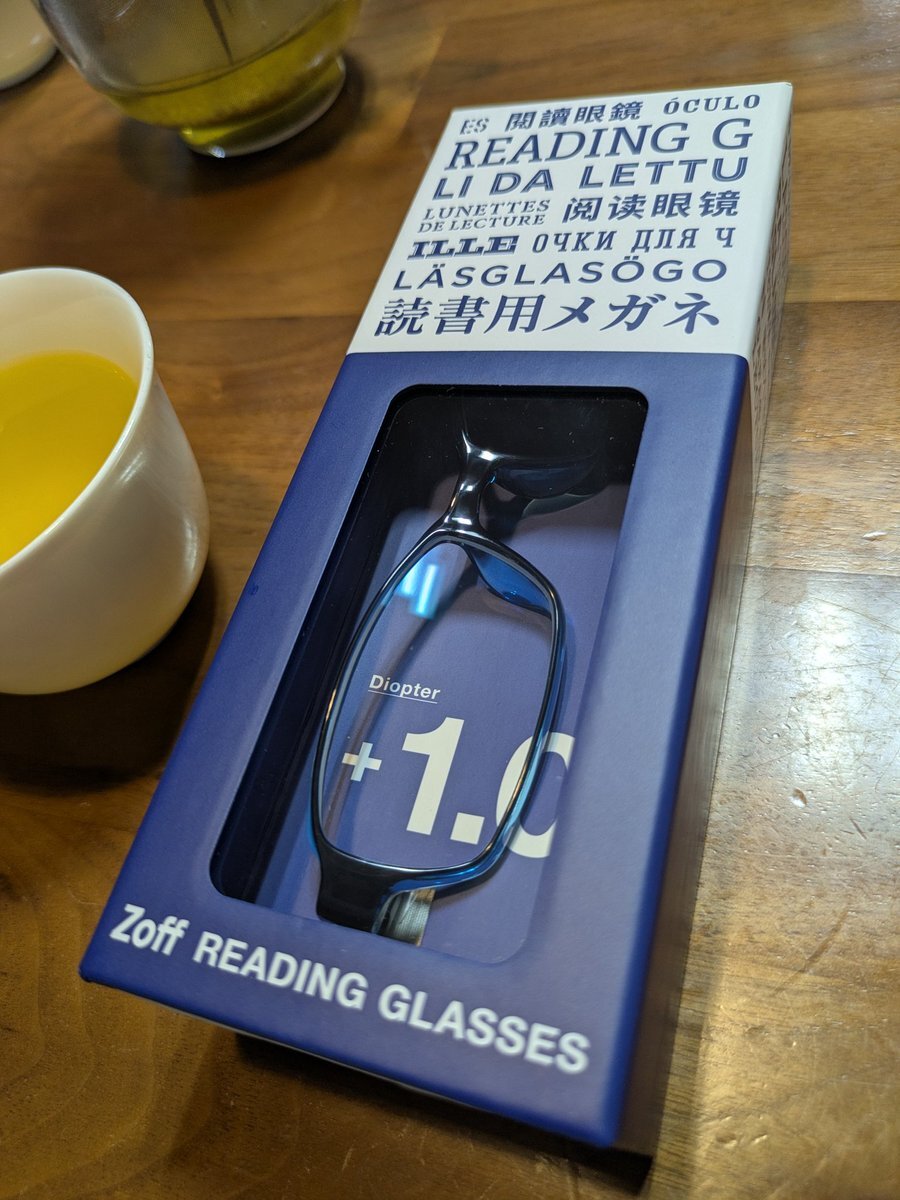 ES 閱讀眼鏡 ÓCULO
READING G
LI DA LETTU
LUNETTES
DE LECTURE 阅读眼镜
ILLE ОЧКИ ДЛЯ Ч
LÄSGLASÖGO
読書用メガネ
Diopter
+1.0
Zoff READING GLASSES